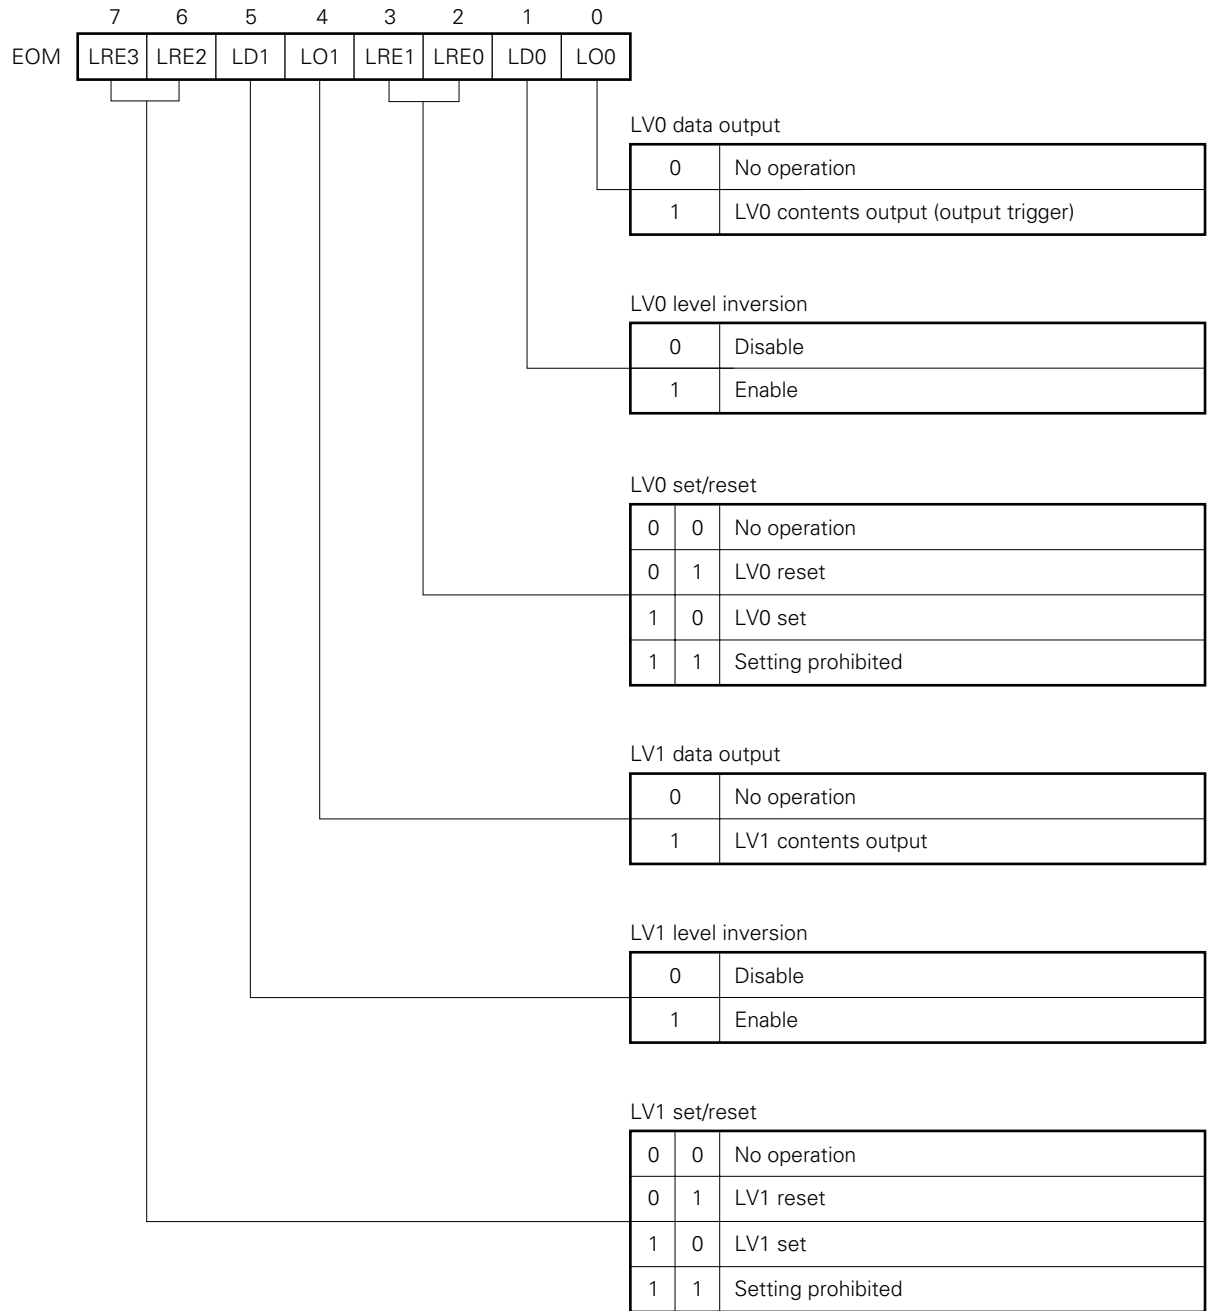 7 6 5 4 3 2 1 0
EOM LRE3 LRE2 LD1 LO1 LRE1 LRE0 LD0 LO0
LV0 data output
0 No operation
1 LV0 contents output (output trigger)
LV0 level inversion
0 Disable
1 Enable
LV0 set/reset
0 0 No operation
0 1 LV0 reset
1 0 LV0 set
1 1 Setting prohibited
LV1 data output
0 No operation
1 LV1 contents output
LV1 level inversion
0 Disable
1 Enable
LV1 set/reset
0 0 No operation
0 1 LV1 reset
1 0 LV1 set
1 1 Setting prohibited